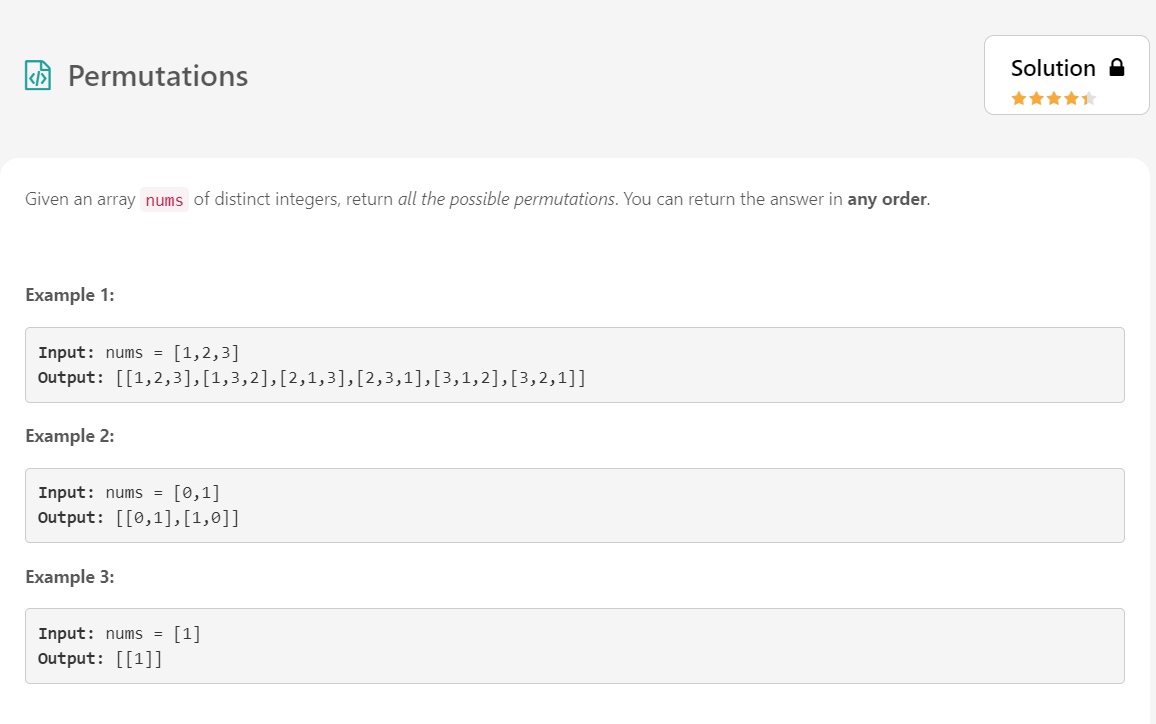 Permutations
Solution
Given an array nums of distinct integers, return all the possible permutations. You can return the answer in any order.
Example 1:
Input: nums = [1,2,3]
Output: [[1,2,3],[1,3,2],[2,1,3],[2,3,1],[3,1,2],[3,2,1]]
Example 2:
Input: nums = [0,1]
Output: [[0,1],[1,0]]
Example 3:
Input: nums = [1]
Output: [[1]]